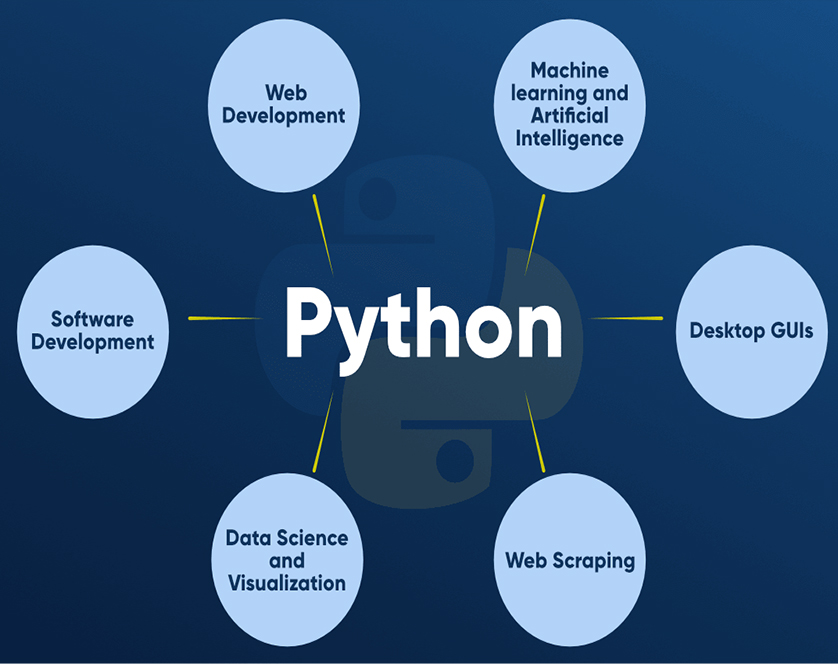 Web
Development
Machine
learning and
Artificial
Intelligence
Software
Development
Python
Desktop GUIs
Data Science
and
Visualization
Web Scraping